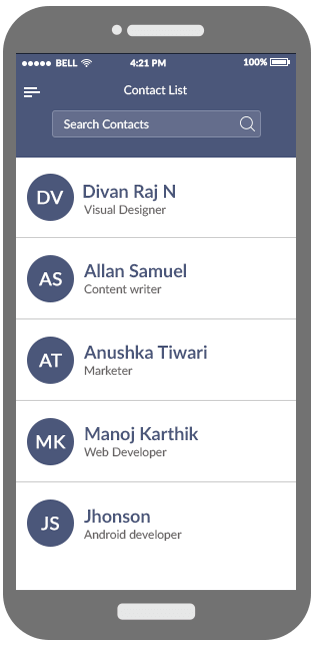 BELL 4:21 PM 100%
Contact List
Search Contacts
DV Divan Raj N
Visual Designer
AS Allan Samuel
Content writer
AT Anushka Tiwari
Marketer
MK Manoj Karthik
Web Developer
JS Jhonson
Android developer